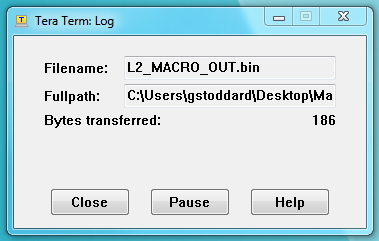 Tera Term: Log
Filename: L2_MACRO_OUT.bin
Fullpath: C:\Users\gstoddard\Desktop\Ma
Bytes transferred: 186
Close Pause Help